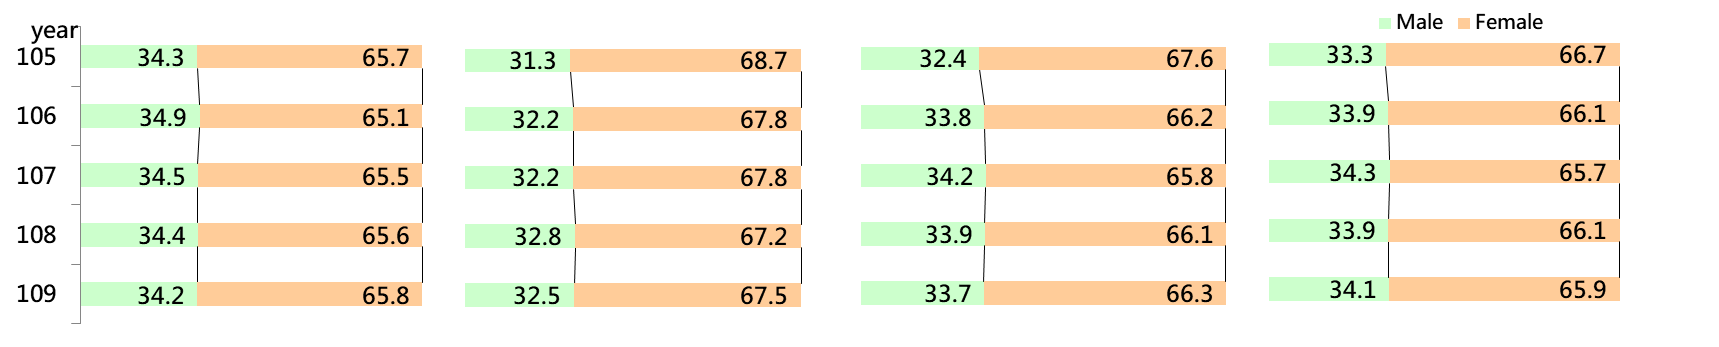 Male Female
year
105 34.3 65.7 31.3 68.7 32.4 67.6 33.3 66.7
106 34.9 65.1 32.2 67.8 33.8 66.2 33.9 66.1
107 34.5 65.5 32.2 67.8 34.2 65.8 34.3 65.7
108 34.4 65.6 32.8 67.2 33.9 66.1 33.9 66.1
109 34.2 65.8 32.5 67.5 33.7 66.3 34.1 65.9